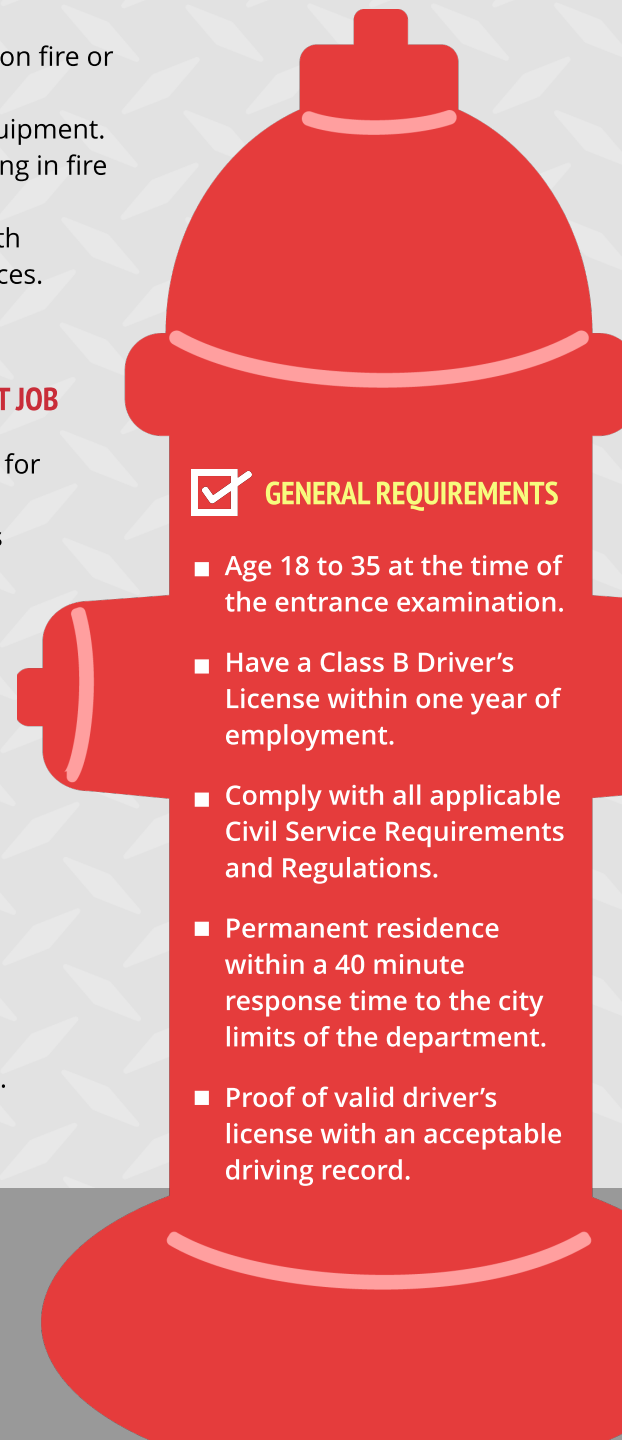 on fire or
uipment.
ng in fire
th
ces.
T JOB
for
s
.
GENERAL REQUIREMENTS
Age 18 to 35 at the time of
the entrance examination.
Have a Class B Driver’s
License within one year of
employment.
Comply with all applicable
Civil Service Requirements
and Regulations.
Permanent residence
within a 40 minute
response time to the city
limits of the department.
Proof of valid driver’s
license with an acceptable
driving record.